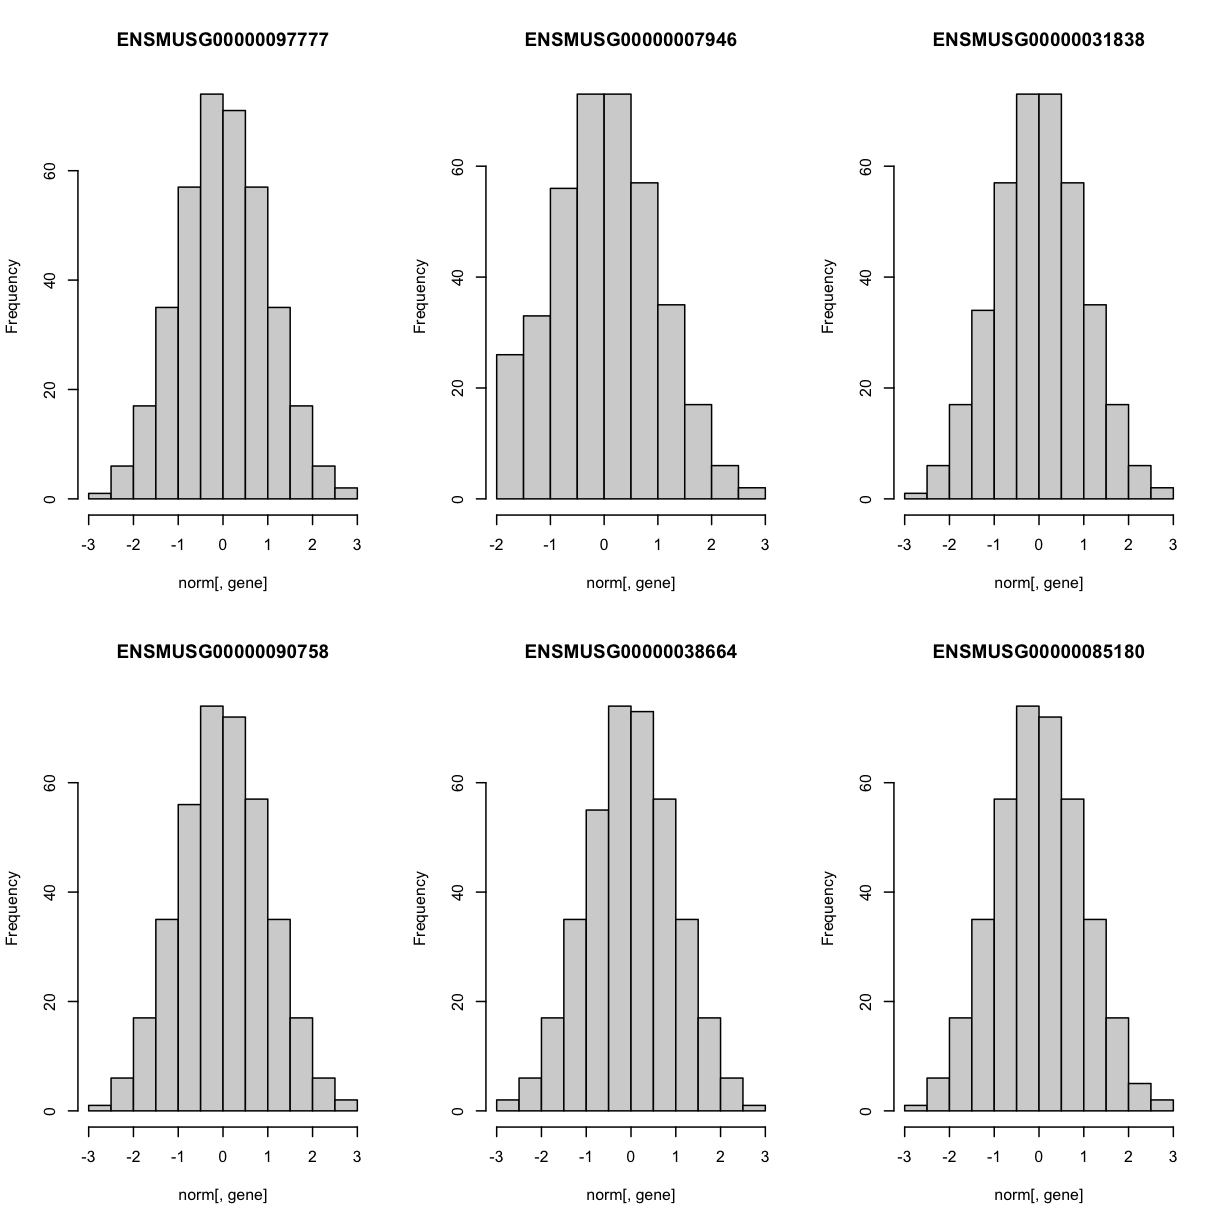 ENSMUSG00000097777
Frequency
0 20 40 60
-3 -2 -1 0 1 2 3
norm[, gene]
ENSMUSG00000007946
Frequency
0 20 40 60
-2 -1 0 1 2 3
norm[, gene]
ENSMUSG00000031838
Frequency
0 20 40 60
-3 -2 -1 0 1 2 3
norm[, gene]
ENSMUSG00000090758
Frequency
0 20 40 60
-3 -2 -1 0 1 2 3
norm[, gene]
ENSMUSG00000038664
Frequency
0 20 40 60
-3 -2 -1 0 1 2 3
norm[, gene]
ENSMUSG00000085180
Frequency
0 20 40 60
-3 -2 -1 0 1 2 3
norm[, gene]